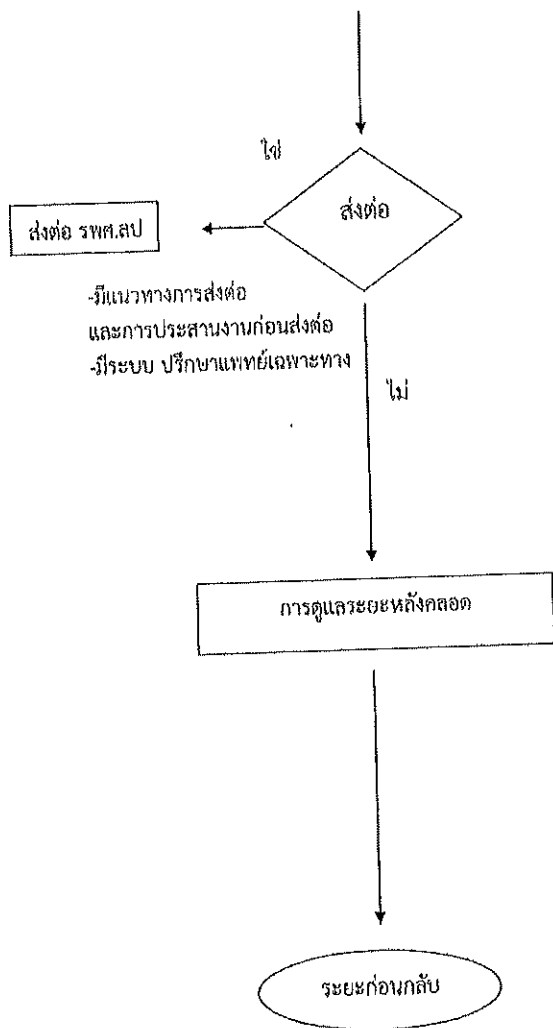 ใช่
ส่งต่อ
ส่งต่อ รพศ.ลป
-มีแนวทางการส่งต่อ
และการประสานงานก่อนส่งต่อ
-มีระบบ ปรึกษาแพทย์เฉพาะทาง
ไม่
การดูแลระยะหลังคลอด
ระยะก่อนกลับ